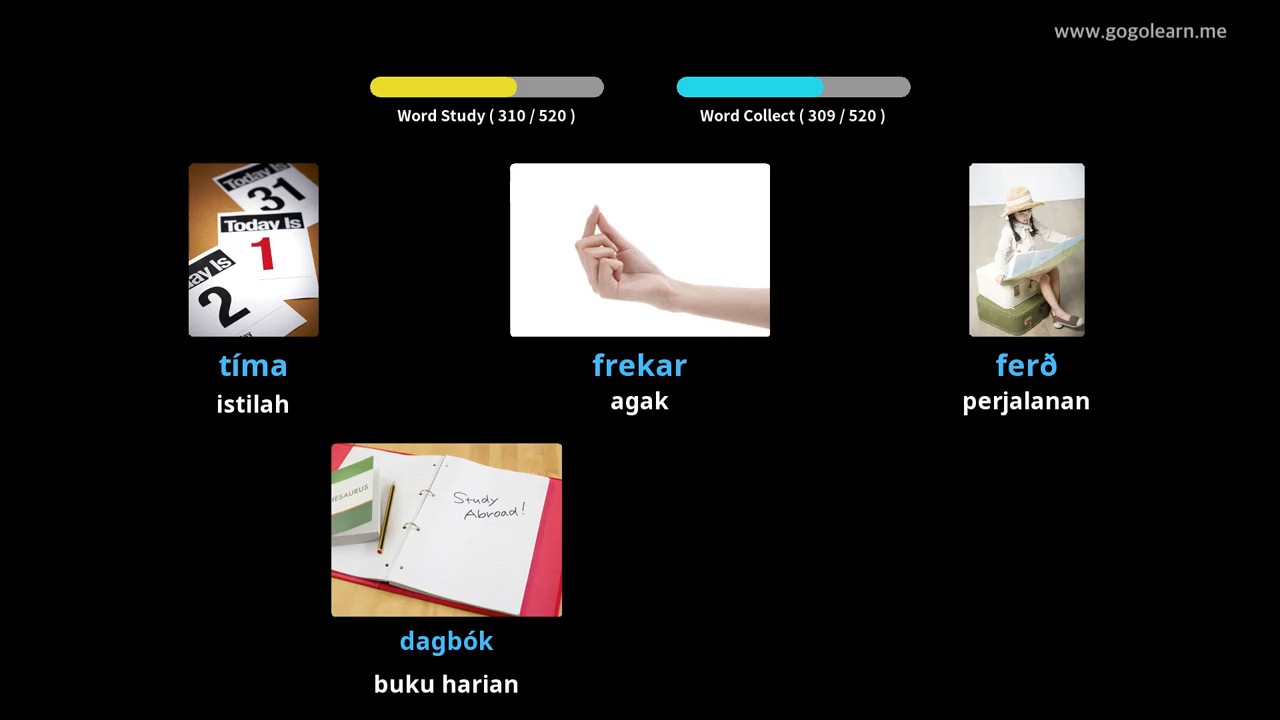 www.gogolearn.me
Word Study ( 310 / 520 )
Word Collect ( 309 / 520 )
Today Is
31
Today Is
1
ay Is
2
tíma
istilah
frekar
agak
ferð
perjalanan
HESAURUS
Study
Abroad!
dagbók
buku harian